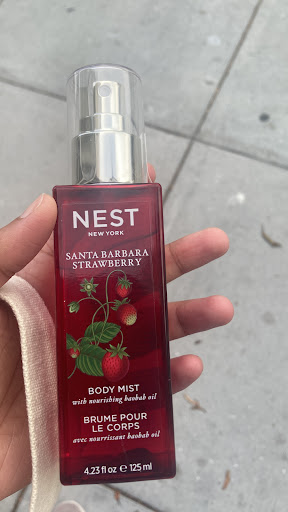 NEST
NEW YORK
SANTA BARBARA
STRAWBERRY
BODY MIST
with nourishing baobab oil
BRUME POUR
LE CORPS
avec nourrissant baobab oil
4.23 fl oz e 125 ml